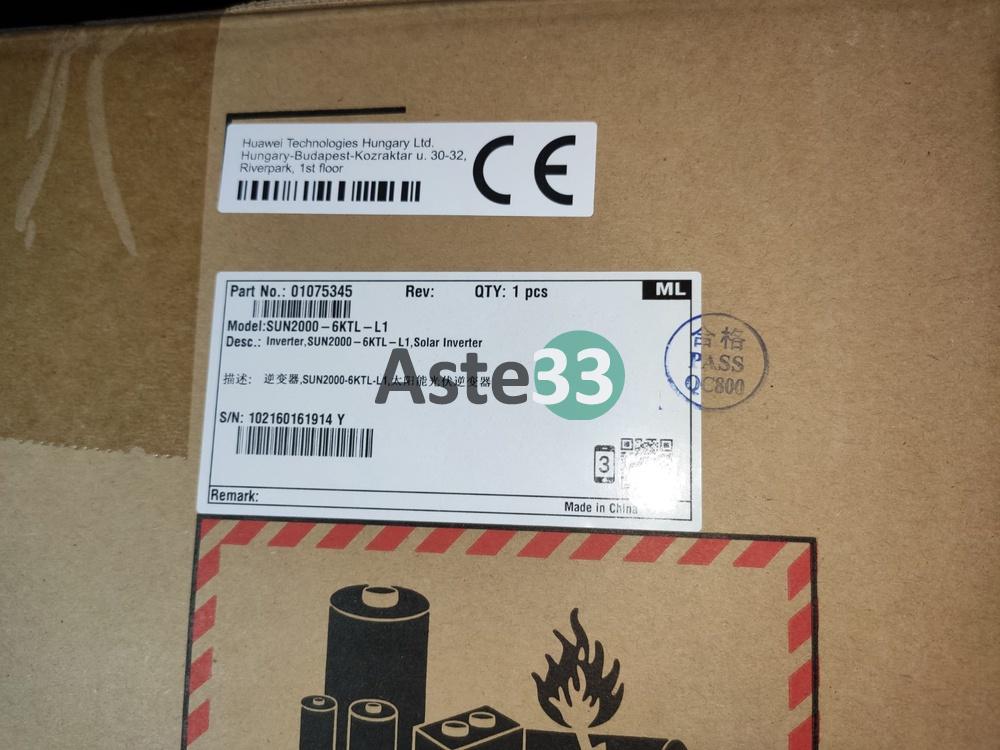 Huawei Technologies Hungary Ltd.
Hungary-Budapest-Kozraktar u. 30-32,
Riverpark, 1st floor
CE
Part No.: 01075345 Rev: QTY: 1 pcs ML
Model:SUN2000-6KTL-L1
Desc.: Inverter,SUN2000-6KTL-L1,Solar Inverter
合格
PASS
QC800
描述: 逆变器,SUN2000-6KTL-L1,太阳能光伏逆变器
Aste33
S/N: 102160161914 Y
3
Remark:
Made in China